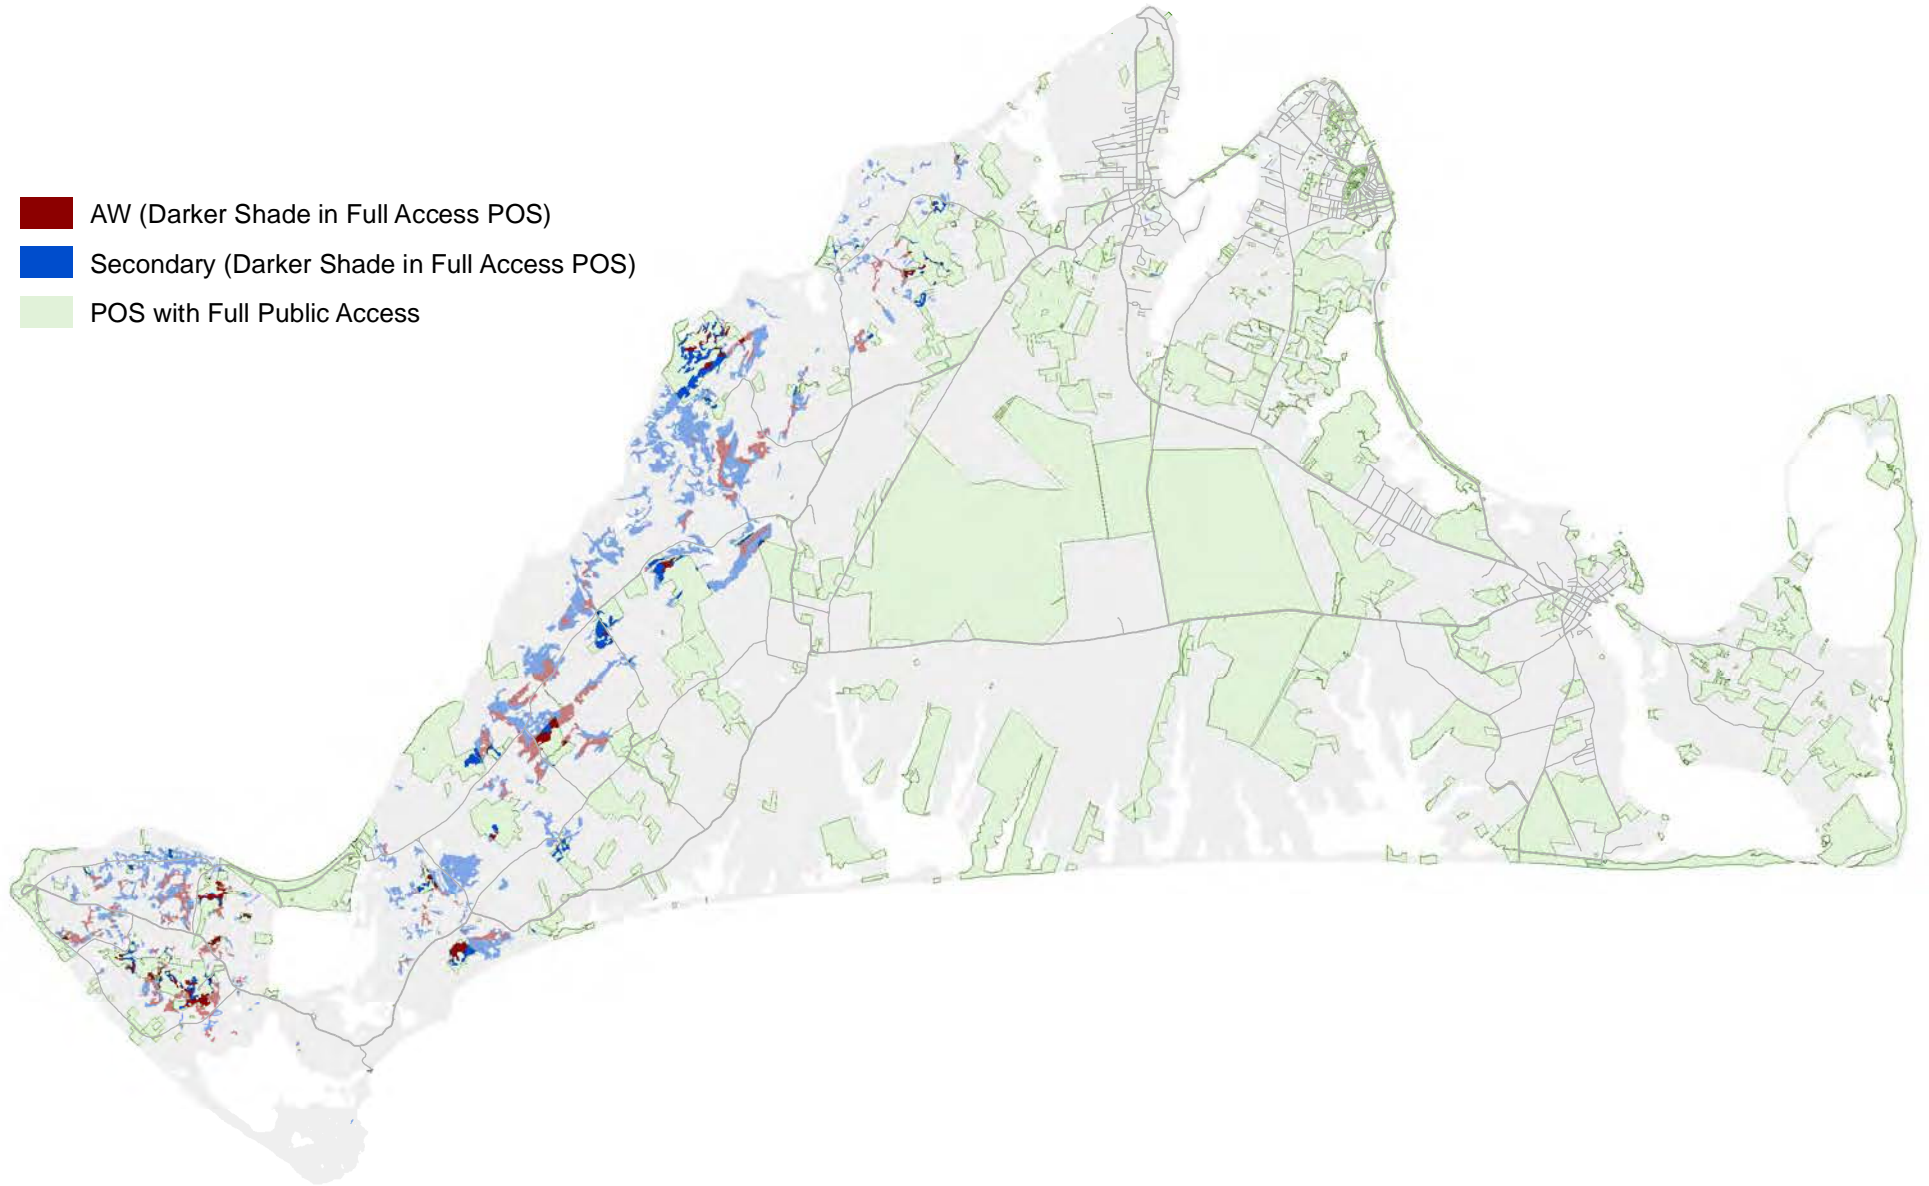 AW (Darker Shade in Full Access POS)
Secondary (Darker Shade in Full Access POS)
POS with Full Public Access